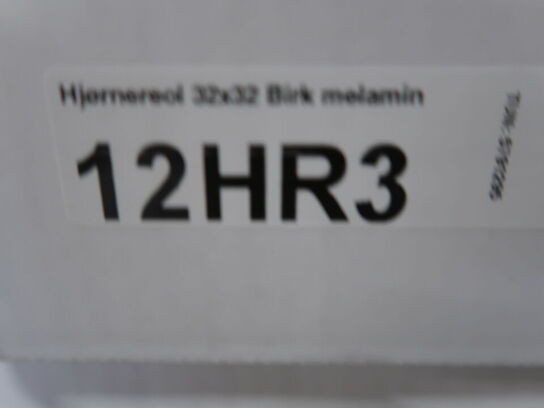 Hjørnereol 32x32 Birk melamin
12HR3